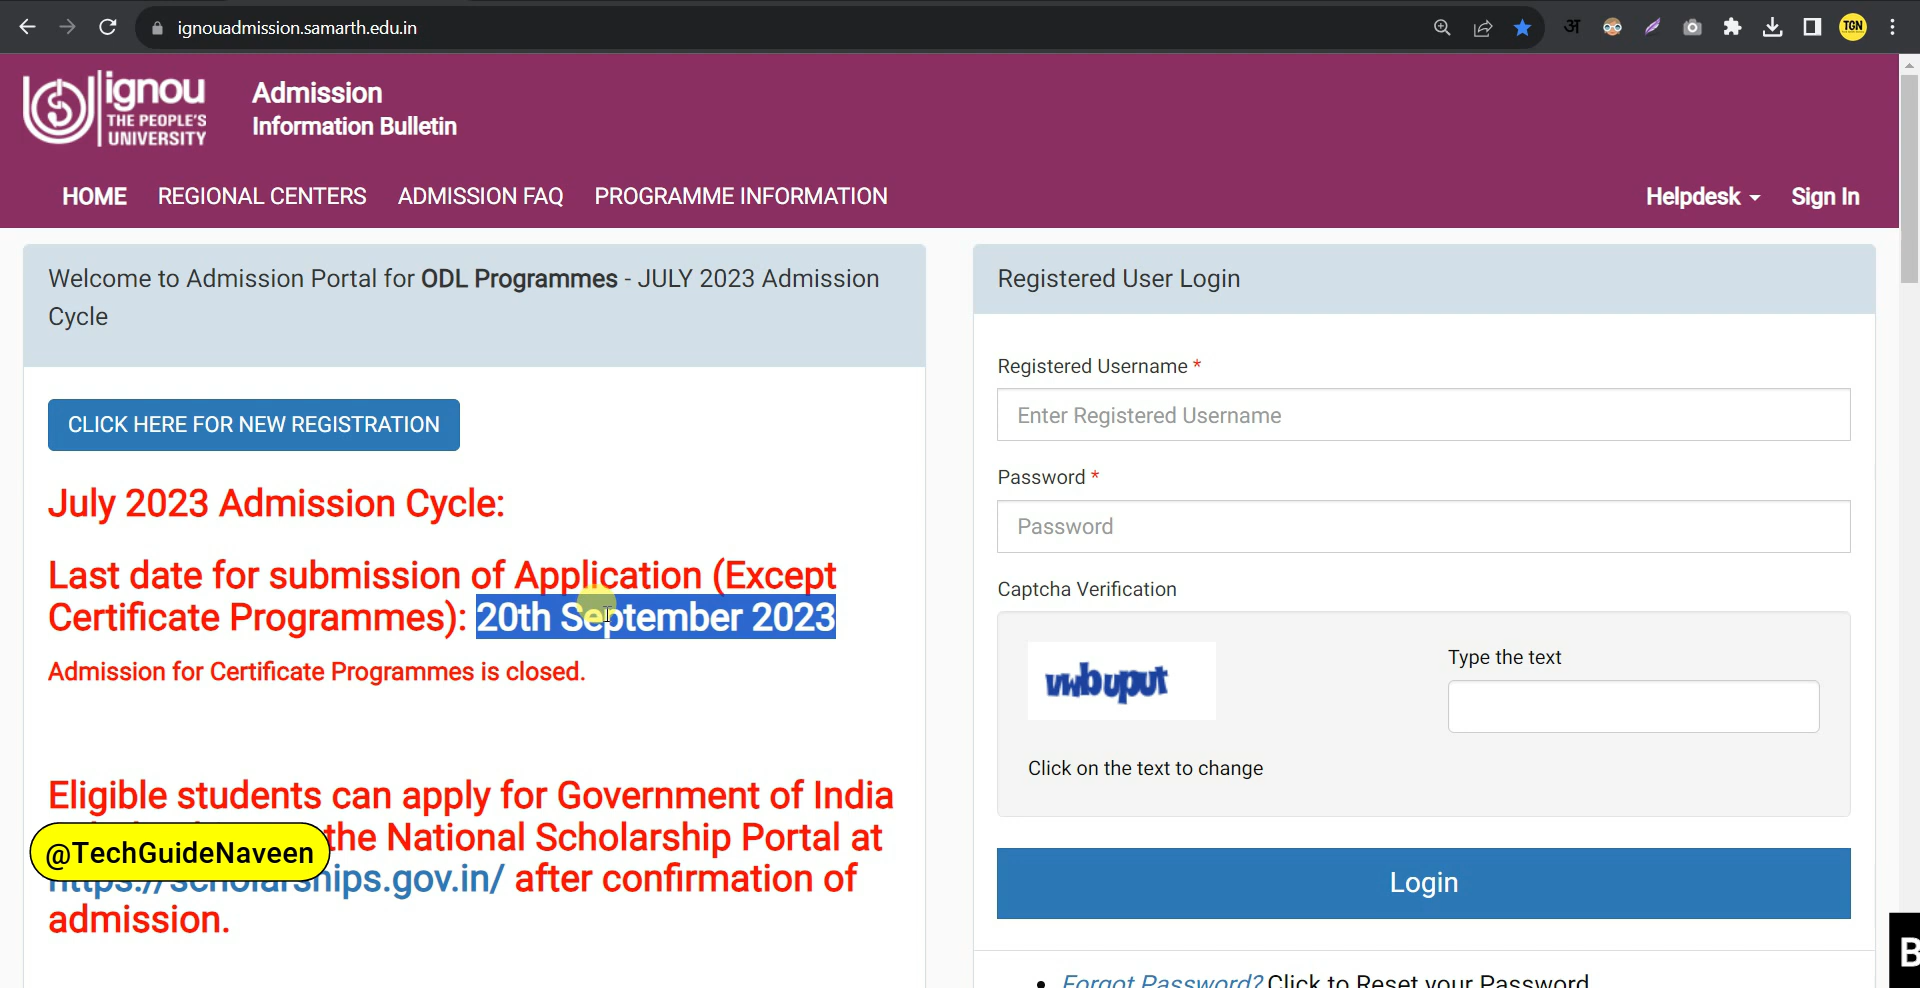 ignouadmission.samarth.edu.in
अ
TGN
ignou
THE PEOPLE'S
UNIVERSITY
Admission
Information Bulletin
HOME REGIONAL CENTERS ADMISSION FAQ PROGRAMME INFORMATION
Helpdesk Sign In
Welcome to Admission Portal for ODL Programmes - JULY 2023 Admission
Cycle
CLICK HERE FOR NEW REGISTRATION
July 2023 Admission Cycle:
Last date for submission of Application (Except
Certificate Programmes): 20th September 2023
Admission for Certificate Programmes is closed.
Eligible students can apply for Government of India
the National Scholarship Portal at
https://scholarships.gov.in/ after confirmation of
admission.
@TechGuideNaveen
Registered User Login
Registered Username *
Enter Registered Username
Password *
Password
Captcha Verification
vwbuput
Type the text
Click on the text to change
Login
• Forgot Password? Click to Reset your Password
B